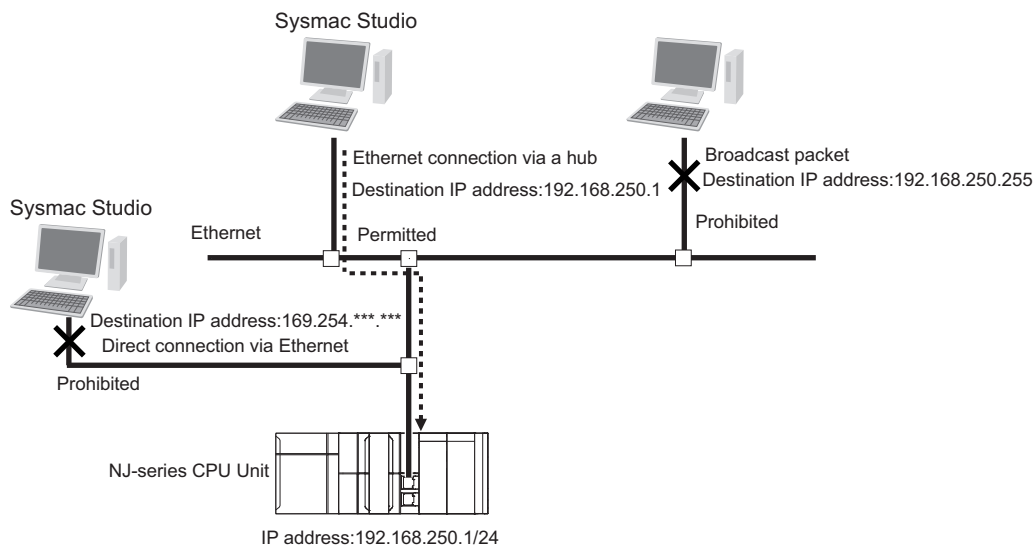 Sysmac Studio
Ethernet connection via a hub
Destination IP address:192.168.250.1
Broadcast packet
Destination IP address:192.168.250.255
Prohibited
Sysmac Studio
Ethernet
Permitted
Destination IP address:169.254.***.***
Direct connection via Ethernet
Prohibited
NJ-series CPU Unit
IP address:192.168.250.1/24